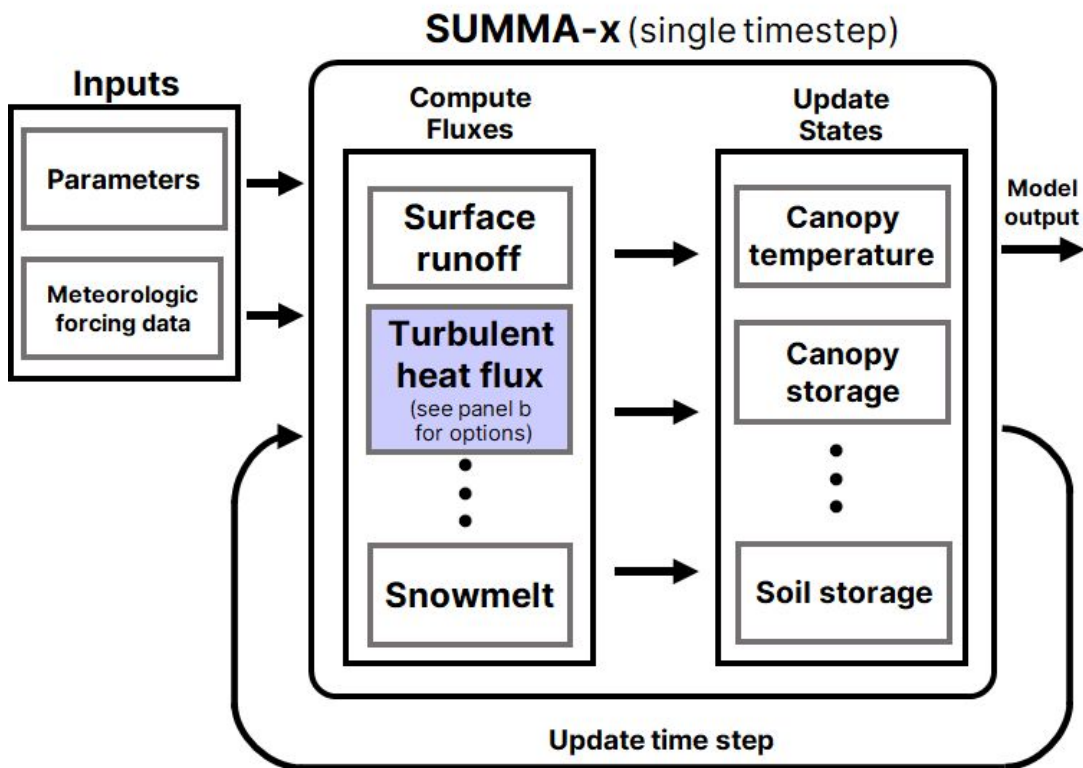 SUMMA-x (single timestep)
Inputs
Parameters
Meteorologic
forcing data
Compute
Fluxes
Surface
runoff
Turbulent
heat flux
(see panel b
for options)
Snowmelt
Update
States
Canopy
temperature
Canopy
storage
Soil storage
Model
output
Update time step